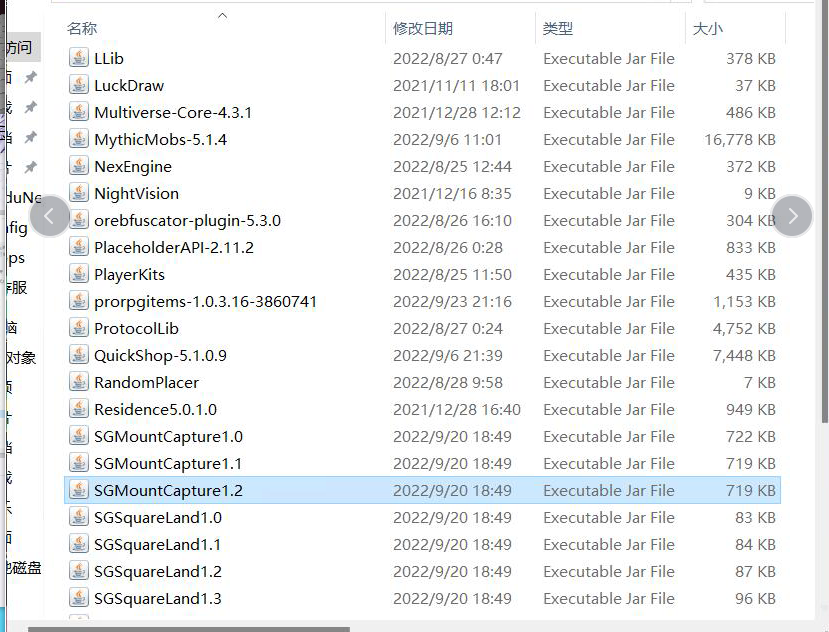 名称 修改日期 类型 大小
访问
LLib 2022/8/27 0:47 Executable Jar File 378 KB
LuckDraw 2021/11/11 18:01 Executable Jar File 37 KB
Multiverse-Core-4.3.1 2021/12/28 12:12 Executable Jar File 486 KB
MythicMobs-5.1.4 2022/9/6 11:01 Executable Jar File 16,778 KB
NexEngine 2022/8/25 12:44 Executable Jar File 372 KB
NightVision 2021/12/16 8:35 Executable Jar File 9 KB
orebfuscator-plugin-5.3.0 2022/8/26 16:10 Executable Jar File 304 KB
PlaceholderAPI-2.11.2 2022/8/26 0:28 Executable Jar File 833 KB
PlayerKits 2022/8/25 11:50 Executable Jar File 435 KB
prorpgitems-1.0.3.16-3860741 2022/9/23 21:16 Executable Jar File 1,153 KB
ProtocolLib 2022/8/27 0:24 Executable Jar File 4,752 KB
QuickShop-5.1.0.9 2022/9/6 21:39 Executable Jar File 7,448 KB
对象
RandomPlacer 2022/8/28 9:58 Executable Jar File 7 KB
Residence5.0.1.0 2021/12/28 16:40 Executable Jar File 949 KB
SGMountCapture1.0 2022/9/20 18:49 Executable Jar File 722 KB
SGMountCapture1.1 2022/9/20 18:49 Executable Jar File 719 KB
SGMountCapture1.2 2022/9/20 18:49 Executable Jar File 719 KB
SGSquareLand1.0 2022/9/20 18:49 Executable Jar File 83 KB
SGSquareLand1.1 2022/9/20 18:49 Executable Jar File 84 KB
SGSquareLand1.2 2022/9/20 18:49 Executable Jar File 87 KB
磁盘
SGSquareLand1.3 2022/9/20 18:49 Executable Jar File 96 KB